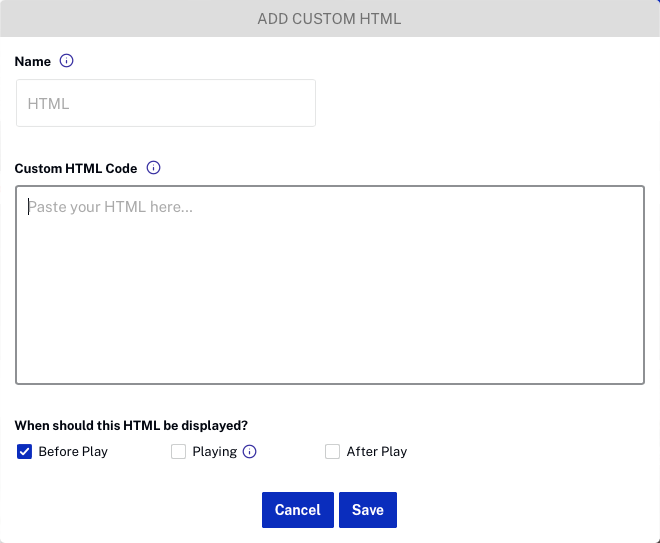 ADD CUSTOM HTML
Name
HTML
Custom HTML Code
Paste your HTML here...
When should this HTML be displayed?
Before Play Playing After Play
Cancel Save